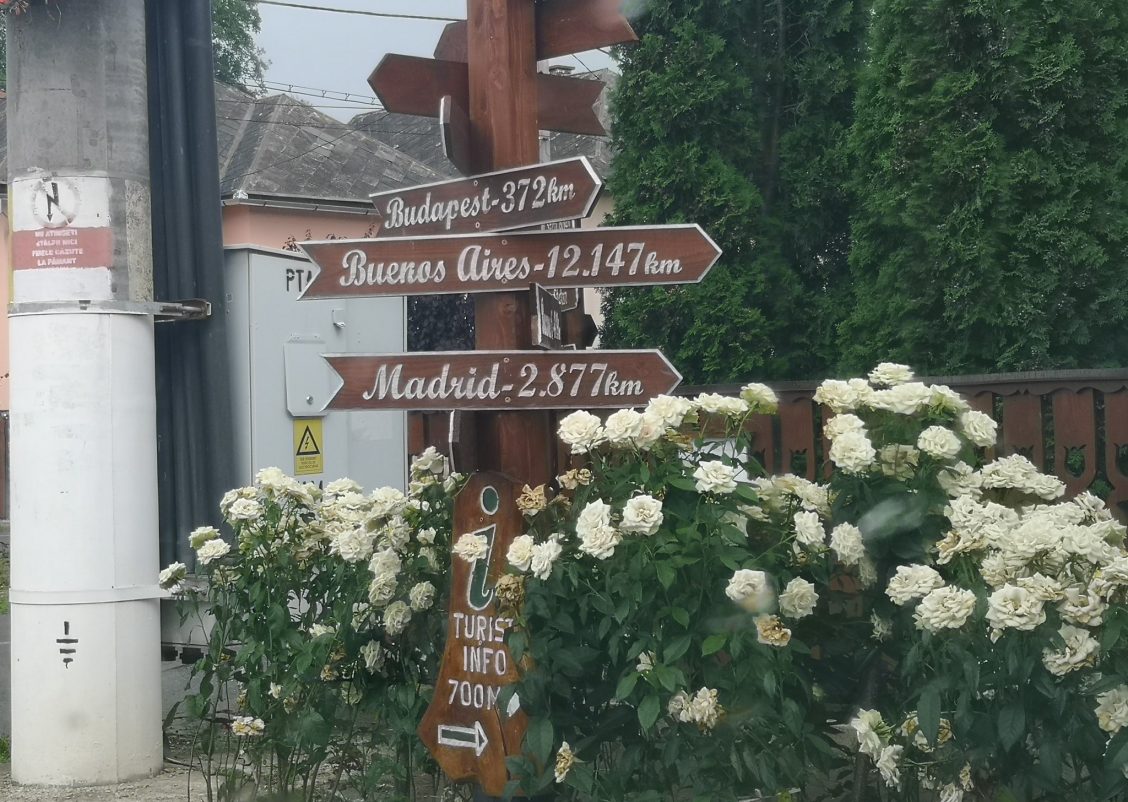 NU ATINGEȚI
STÂLPII NICI
FIRELE CĂZUTE
LA PĂMÂNT
Budapest-372km
Buenos Aires-12.147km
PT
Madrid-2.877km
i
TURIST
INFO
700M